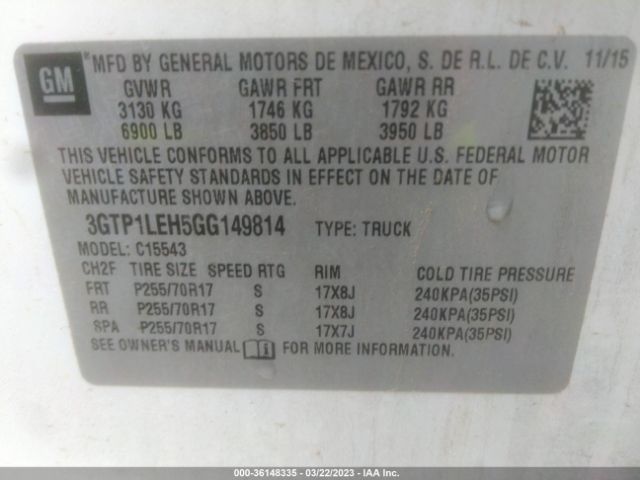 GM
MFD BY GENERAL MOTORS DE MEXICO, S. DE R.L. DE C.V. 11/15
GVWR GAWR FRT GAWR RR
3130 KG 1746 KG 1792 KG
6900 LB 3850 LB 3950 LB
THIS VEHICLE CONFORMS TO ALL APPLICABLE U.S. FEDERAL MOTOR
VEHICLE SAFETY STANDARDS IN EFFECT ON THE DATE OF
MANUFACTURE SHOWN ABOVE.
3GTP1LEH5GG149814 TYPE: TRUCK
MODEL: C15543
CH2F TIRE SIZE SPEED RTG RIM COLD TIRE PRESSURE
FRT P255/70R17 S 17X8J 240KPA(35PSI)
RR P255/70R17 S 17X8J 240KPA(35PSI)
SPA P255/70R17 S 17X7J 240KPA(35PSI)
SEE OWNER'S MANUAL FOR MORE INFORMATION.
000-36148335 - 03/22/2023 - IAA Inc.